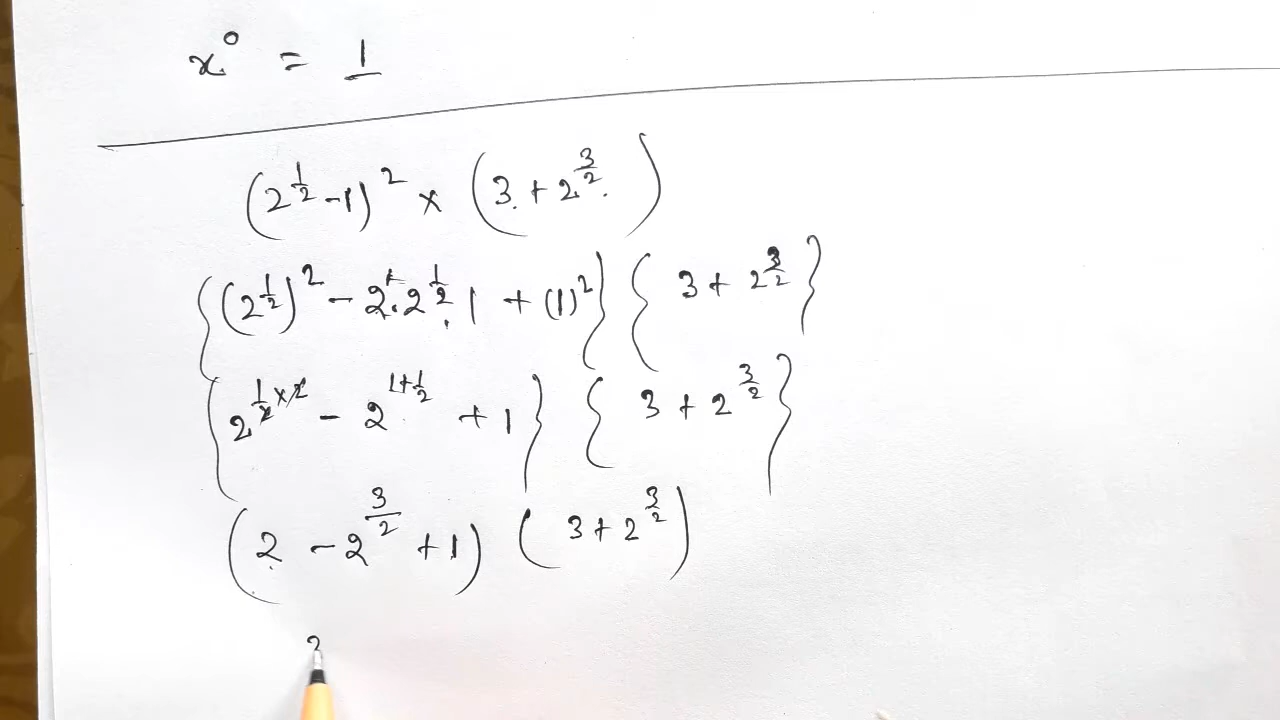 x⁰ = 1
(2^{1/2} - 1)² × (3 + 2^{3/2})
{(2^{1/2})² - 2·2^{1/2}·1 + (1)²} {3 + 2^{3/2}}
{2^{1/2×2} - 2^{1+1/2} + 1} {3 + 2^{3/2}}
(2 - 2^{3/2} + 1) (3 + 2^{3/2})